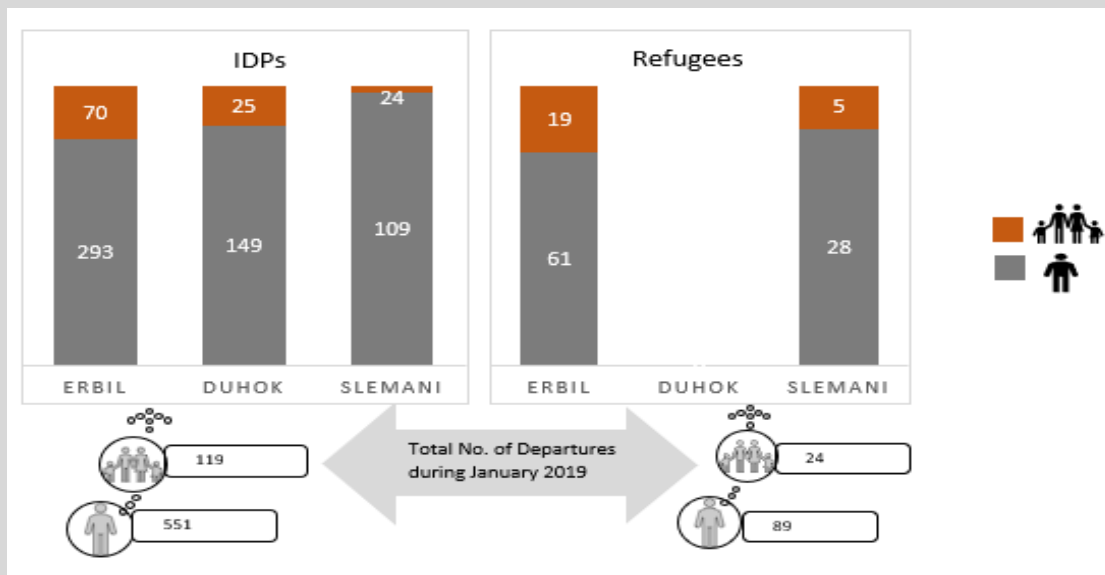 IDPs
70
25
24
293
149
109
ERBIL
DUHOK
SLEMANI
Refugees
19
5
61
28
ERBIL
DUHOK
SLEMANI
Total No. of Departures
during January 2019
119
551
24
89